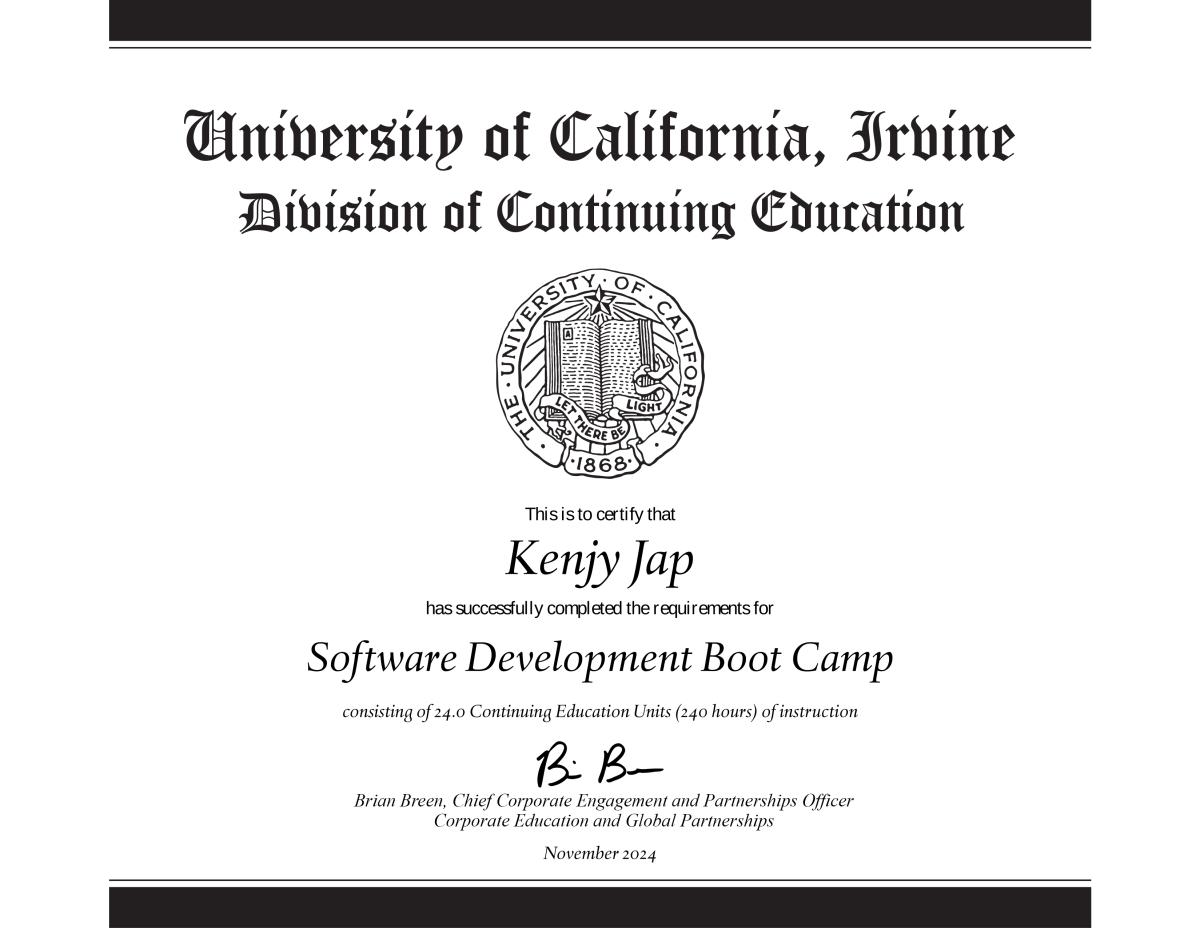 University of California, Irvine
Division of Continuing Education
THE · UNIVERSITY · OF · CALIFORNIA ·
A
LET THERE BE LIGHT
·1868·
This is to certify that
Kenjy Jap
has successfully completed the requirements for
Software Development Boot Camp
consisting of 24.0 Continuing Education Units (240 hours) of instruction
Brian Breen, Chief Corporate Engagement and Partnerships Officer
Corporate Education and Global Partnerships
November 2024